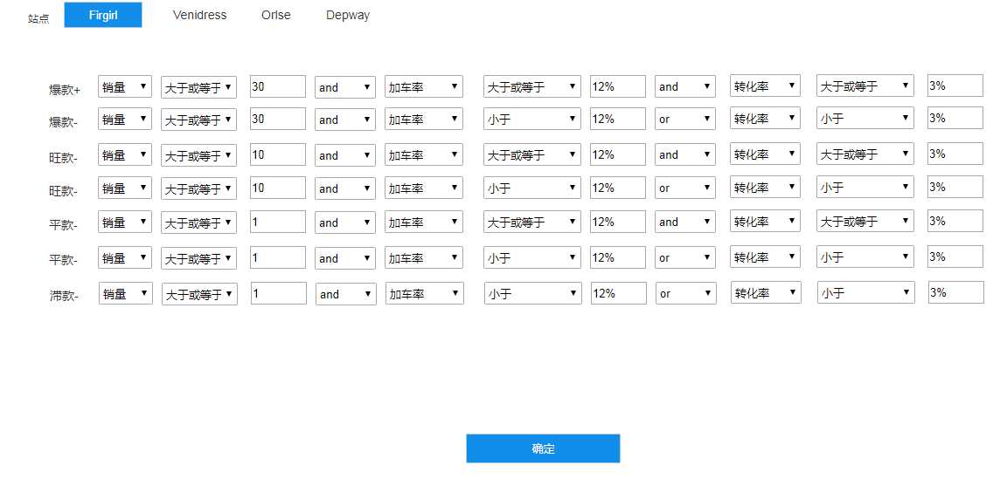 站点 Firgirl Venidress Orlse Depway
爆款+ 销量 大于或等于 30 and 加车率 大于或等于 12% and 转化率 大于或等于 3%
爆款- 销量 大于或等于 30 and 加车率 小于 12% or 转化率 小于 3%
旺款- 销量 大于或等于 10 and 加车率 大于或等于 12% and 转化率 大于或等于 3%
旺款- 销量 大于或等于 10 and 加车率 小于 12% or 转化率 小于 3%
平款- 销量 大于或等于 1 and 加车率 大于或等于 12% and 转化率 大于或等于 3%
平款- 销量 大于或等于 1 and 加车率 小于 12% or 转化率 小于 3%
滞款- 销量 大于或等于 1 and 加车率 小于 12% or 转化率 小于 3%
确定